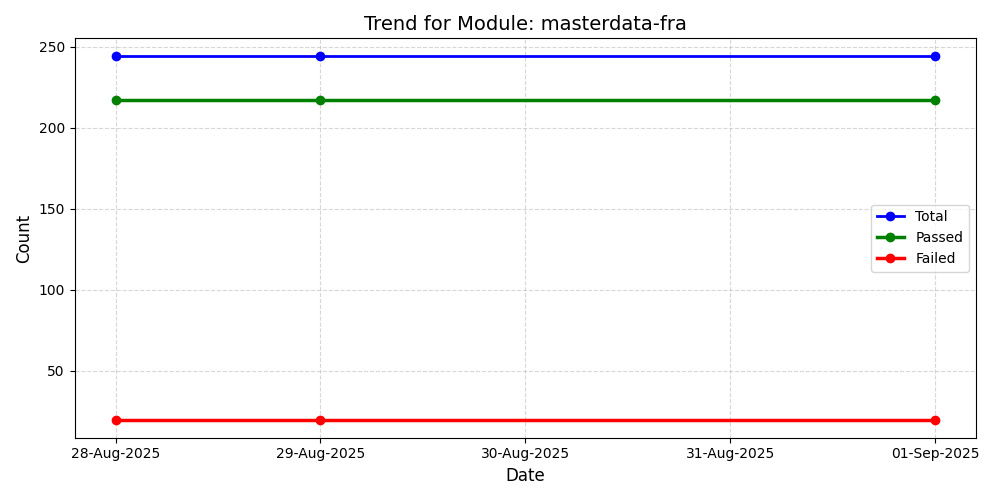 Trend for Module: masterdata-fra
250
200
150
100
50
Count
Total
Passed
Failed
28-Aug-2025
29-Aug-2025
30-Aug-2025
31-Aug-2025
01-Sep-2025
Date